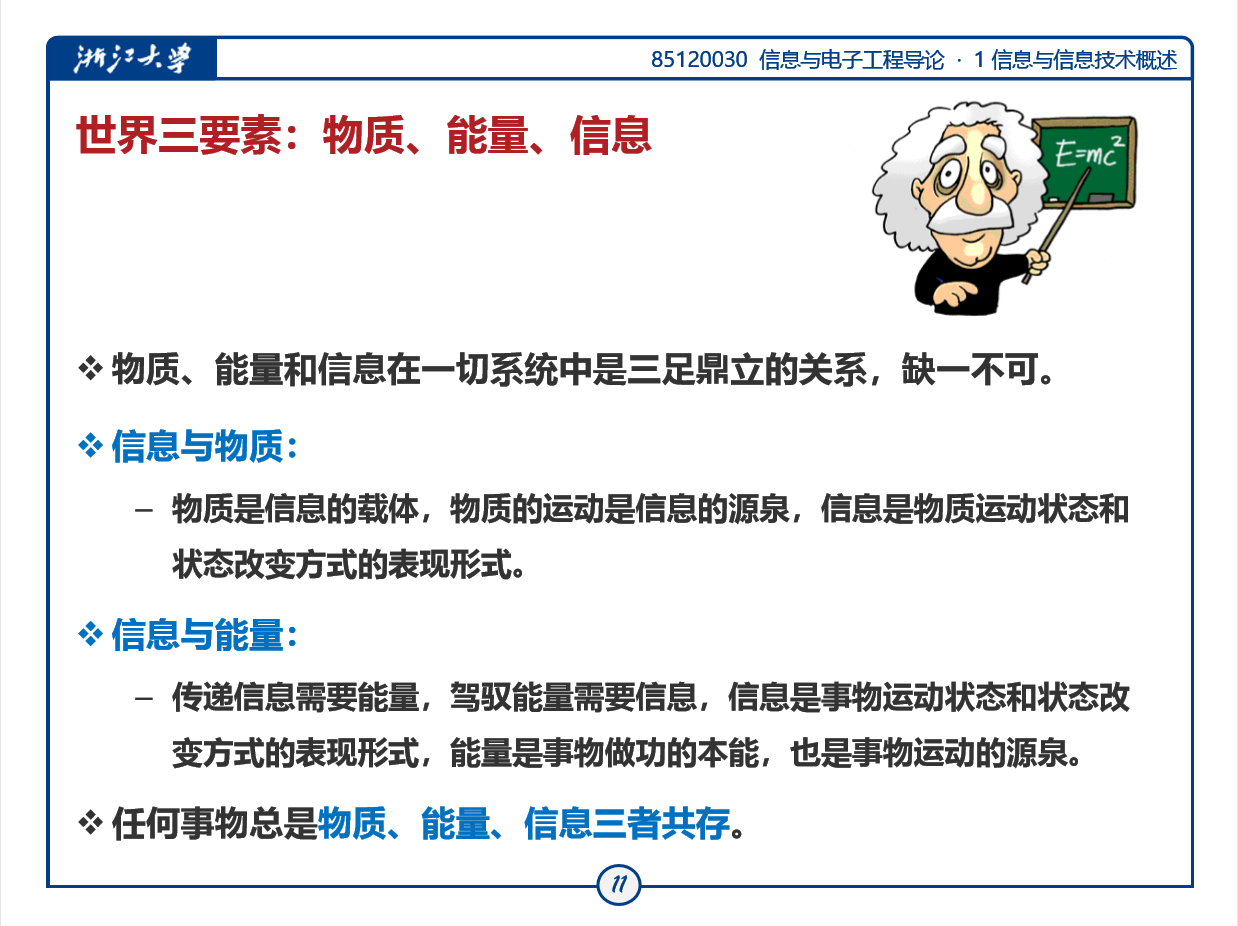 浙江大学
85120030 信息与电子工程导论 · 1 信息与信息技术概述
世界三要素：物质、能量、信息
E=mc²
❖ 物质、能量和信息在一切系统中是三足鼎立的关系，缺一不可。
❖ 信息与物质：
– 物质是信息的载体，物质的运动是信息的源泉，信息是物质运动状态和
状态改变方式的表现形式。
❖ 信息与能量：
– 传递信息需要能量，驾驭能量需要信息，信息是事物运动状态和状态改
变方式的表现形式，能量是事物做功的本能，也是事物运动的源泉。
❖ 任何事物总是物质、能量、信息三者共存。
11